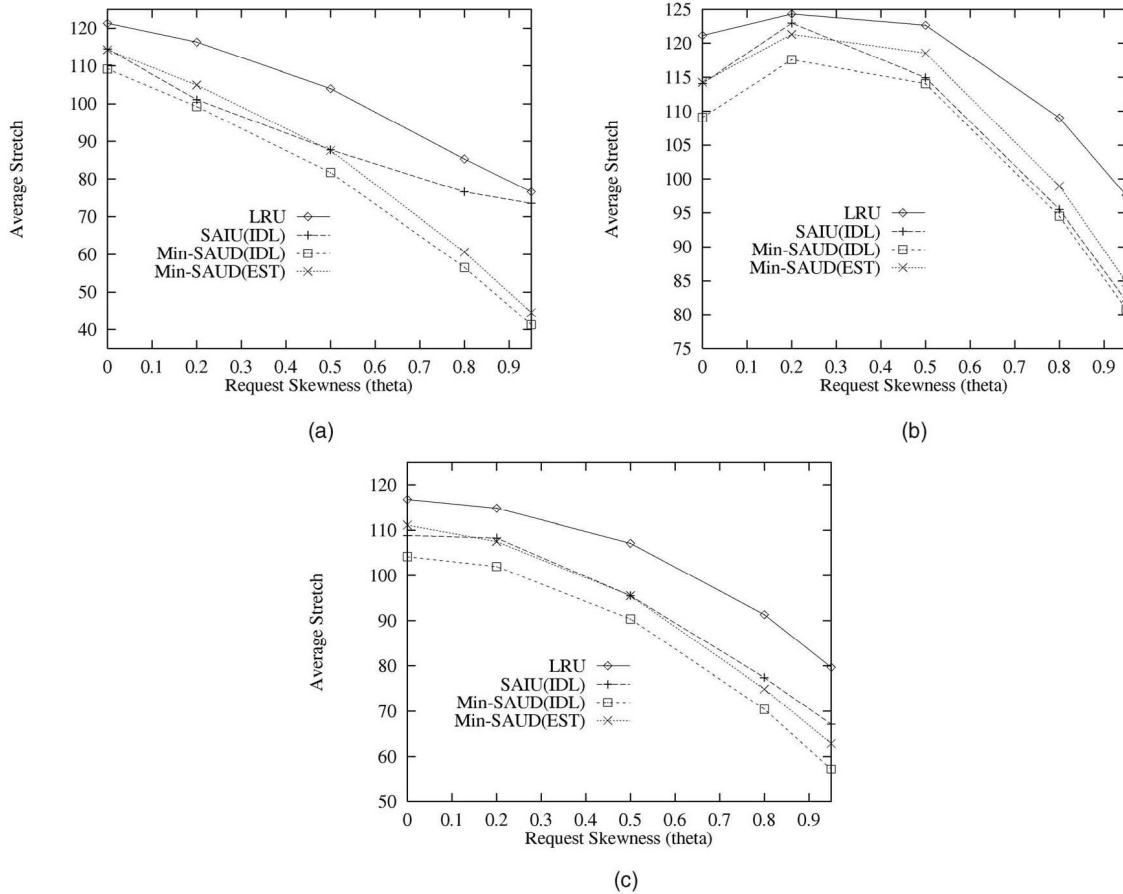 120
110
100
90
80
70
60
50
40
Average Stretch
LRU
SAIU(IDL)
Min-SAUD(IDL)
Min-SAUD(EST)
0 0.1 0.2 0.3 0.4 0.5 0.6 0.7 0.8 0.9
Request Skewness (theta)
(a)
125
120
115
110
105
100
95
90
85
80
75
Average Stretch
LRU
SAIU(IDL)
Min-SAUD(IDL)
Min-SAUD(EST)
0 0.1 0.2 0.3 0.4 0.5 0.6 0.7 0.8 0.9
Request Skewness (theta)
(b)
120
110
100
90
80
70
60
50
Average Stretch
LRU
SAIU(IDL)
Min-SAUD(IDL)
Min-SAUD(EST)
0 0.1 0.2 0.3 0.4 0.5 0.6 0.7 0.8 0.9
Request Skewness (theta)
(c)